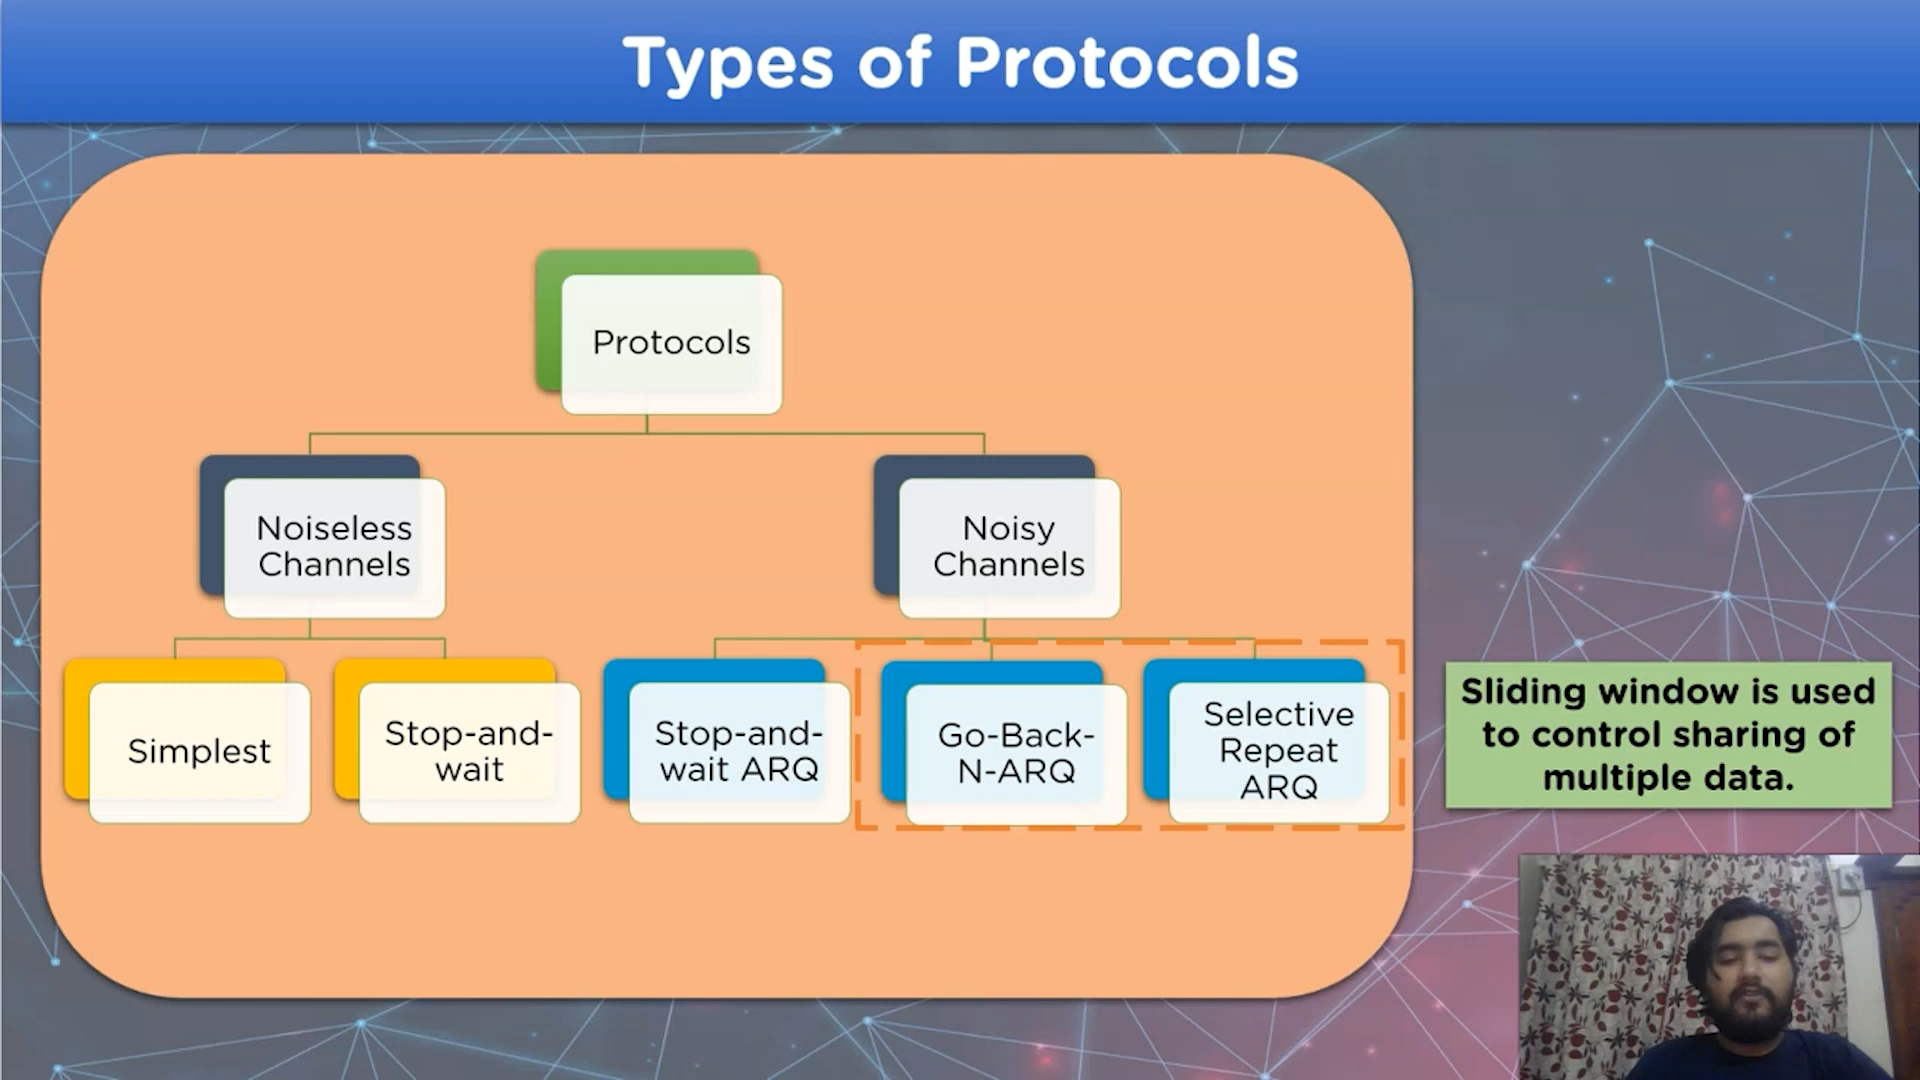 Types of Protocols
Protocols
Noiseless
Channels
Noisy
Channels
Simplest
Stop-and-
wait
Stop-and-
wait ARQ
Go-Back-
N-ARQ
Selective
Repeat
ARQ
Sliding window is used
to control sharing of
multiple data.